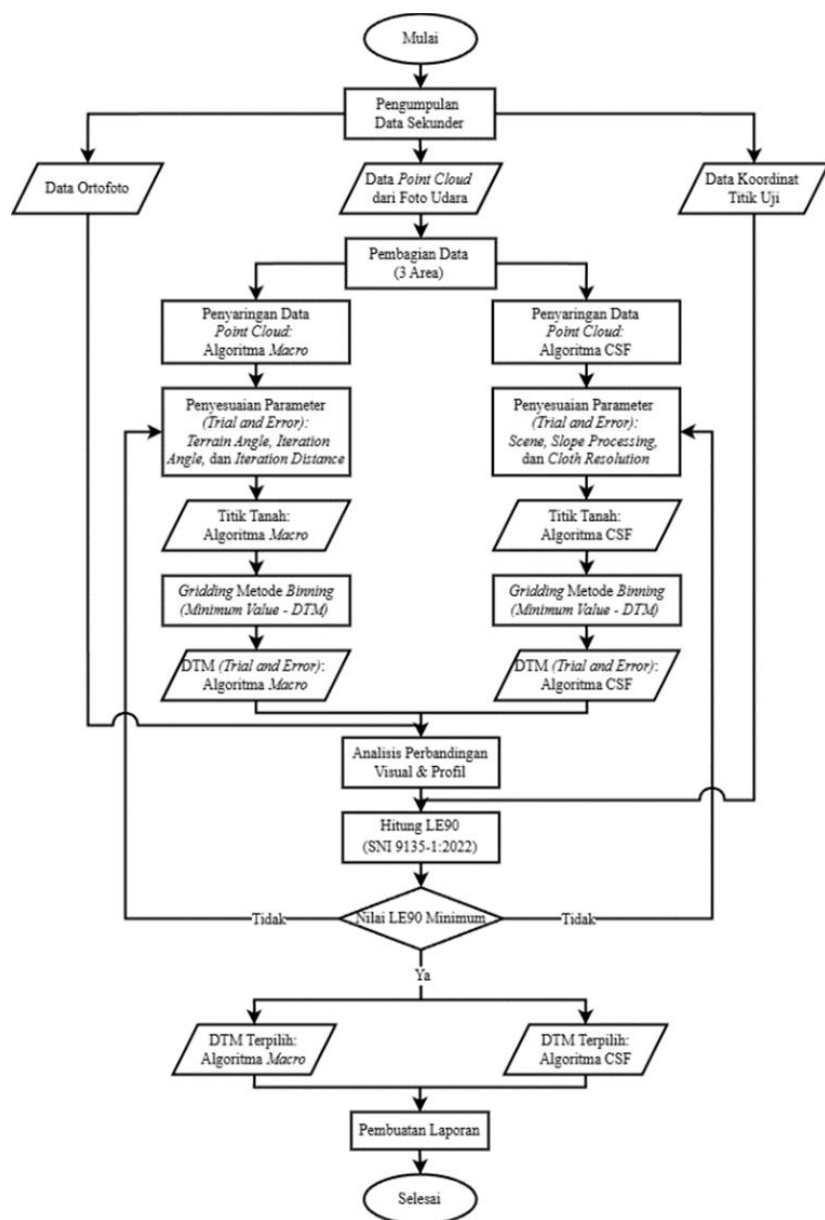 Mulai
Pengumpulan
Data Sekunder
Data Ortofoto
Data Point Cloud
dari Foto Udara
Data Koordinat
Titik Uji
Pembagian Data
(3 Area)
Penyaringan Data
Point Cloud:
Algoritma Macro
Penyaringan Data
Point Cloud:
Algoritma CSF
Penyesuaian Parameter
(Trial and Error):
Terrain Angle, Iteration
Angle, dan Iteration Distance
Penyesuaian Parameter
(Trial and Error):
Scene, Slope Processing,
dan Cloth Resolution
Titik Tanah:
Algoritma Macro
Titik Tanah:
Algoritma CSF
Gridding Metode Binning
(Minimum Value - DTM)
Gridding Metode Binning
(Minimum Value - DTM)
DTM (Trial and Error):
Algoritma Macro
DTM (Trial and Error):
Algoritma CSF
Analisis Perbandingan
Visual & Profil
Hitung LE90
(SNI 9135-1:2022)
Tidak
Nilai LE90 Minimum
Tidak
Ya
DTM Terpilih:
Algoritma Macro
DTM Terpilih:
Algoritma CSF
Pembuatan Laporan
Selesai